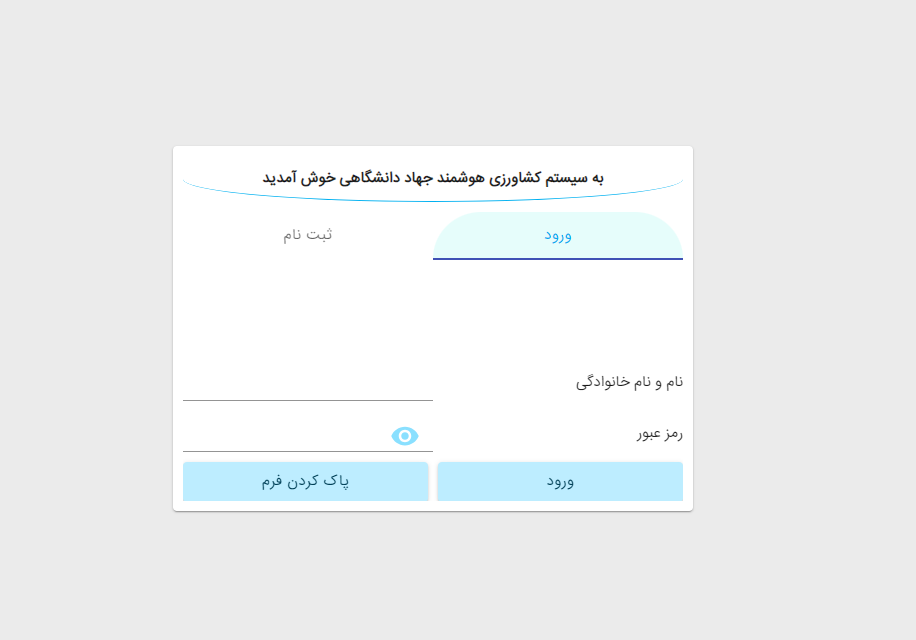 به سیستم کشاورزی هوشمند جهاد دانشگاهی خوش آمدید
ورود
ثبت نام
نام و نام خانوادگی
رمز عبور
ورود
پاک کردن فرم